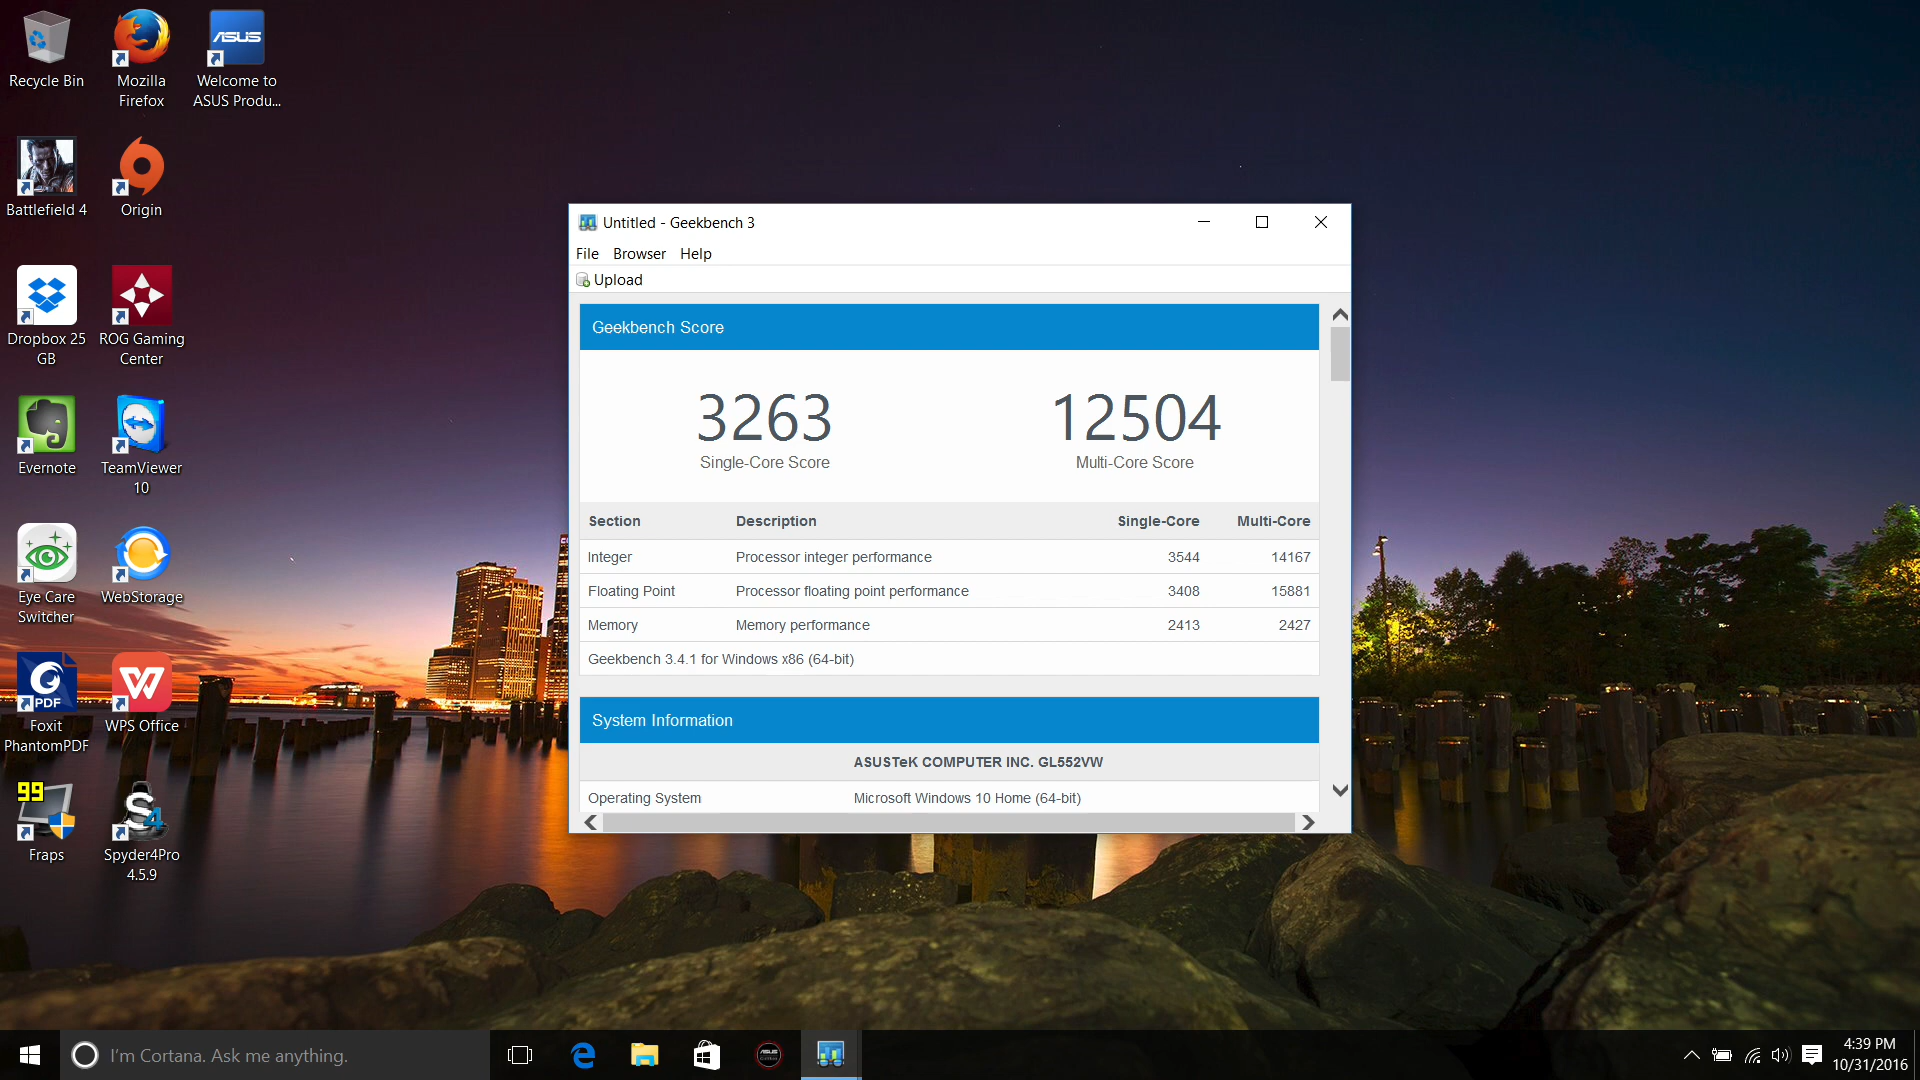 Recycle Bin
Mozilla
Firefox
ASUS
Welcome to
ASUS Produ...
Battlefield 4
Origin
Dropbox 25
GB
ROG Gaming
Center
Evernote
TeamViewer
10
Eye Care
Switcher
WebStorage
PDF
Foxit
PhantomPDF
W
WPS Office
99
Fraps
S4
Spyder4Pro
4.5.9
Untitled - Geekbench 3
File Browser Help
Upload
Geekbench Score
3263 12504
Single-Core Score Multi-Core Score
Section Description Single-Core Multi-Core
Integer Processor integer performance 3544 14167
Floating Point Processor floating point performance 3408 15881
Memory Memory performance 2413 2427
Geekbench 3.4.1 for Windows x86 (64-bit)
System Information
ASUSTeK COMPUTER INC. GL552VW
Operating System Microsoft Windows 10 Home (64-bit)
I'm Cortana. Ask me anything.
4:39 PM
10/31/2016